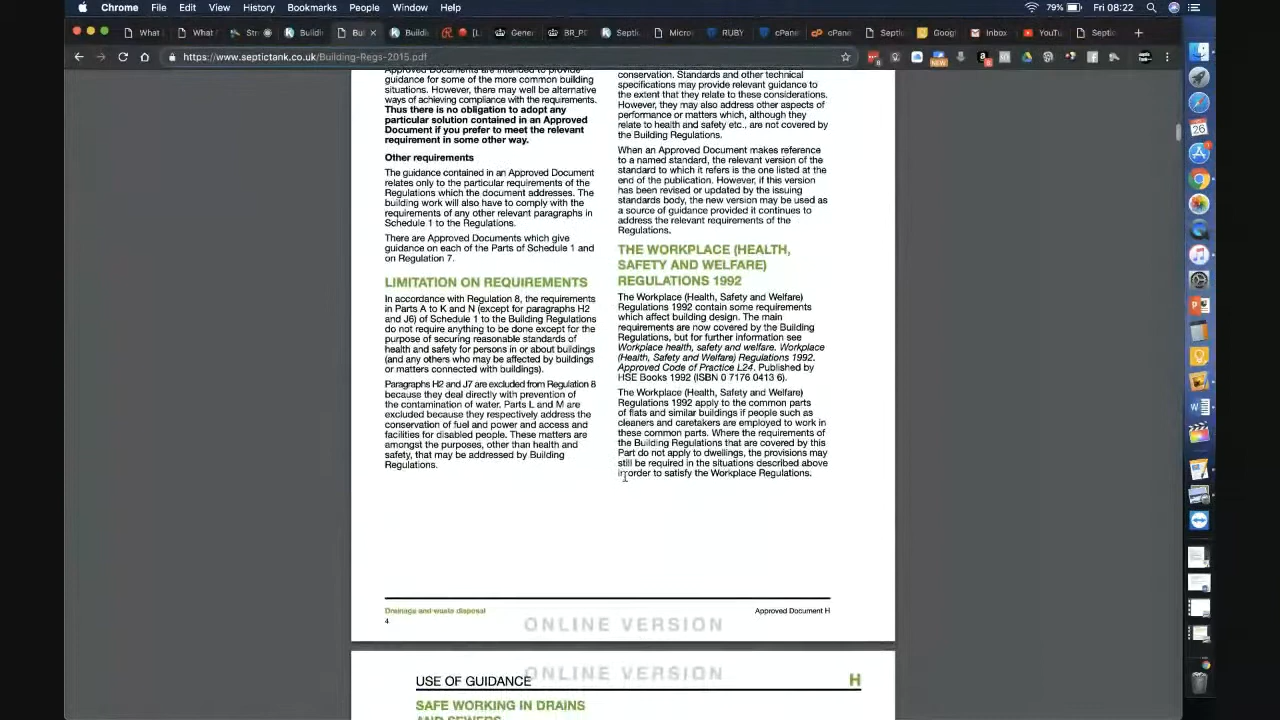 Chrome File Edit View History Bookmarks People Window Help
79% Fri 08:22
What What Str Building Bui Buildi [L Gener BR_PD Septic Micro RUBY cPane cPane Septic Goog Inbox YouTu Septic
https://www.septictank.co.uk/Building-Regs-2015.pdf
Approved Documents are intended to provide
guidance for some of the more common building
situations. However, there may well be alternative
ways of achieving compliance with the requirements.
Thus there is no obligation to adopt any
particular solution contained in an Approved
Document if you prefer to meet the relevant
requirement in some other way.
Other requirements
The guidance contained in an Approved Document
relates only to the particular requirements of the
Regulations which the document addresses. The
building work will also have to comply with the
requirements of any other relevant paragraphs in
Schedule 1 to the Regulations.
There are Approved Documents which give
guidance on each of the Parts of Schedule 1 and
on Regulation 7.
LIMITATION ON REQUIREMENTS
In accordance with Regulation 8, the requirements
in Parts A to K and N (except for paragraphs H2
and J6) of Schedule 1 to the Building Regulations
do not require anything to be done except for the
purpose of securing reasonable standards of
health and safety for persons in or about buildings
(and any others who may be affected by buildings
or matters connected with buildings).
Paragraphs H2 and J7 are excluded from Regulation 8
because they deal directly with prevention of
the contamination of water. Parts L and M are
excluded because they respectively address the
conservation of fuel and power and access and
facilities for disabled people. These matters are
amongst the purposes, other than health and
safety, that may be addressed by Building
Regulations.
conservation. Standards and other technical
specifications may provide relevant guidance to
the extent that they relate to these considerations.
However, they may also address other aspects of
performance or matters which, although they
relate to health and safety etc., are not covered by
the Building Regulations.
When an Approved Document makes reference
to a named standard, the relevant version of the
standard to which it refers is the one listed at the
end of the publication. However, if this version
has been revised or updated by the issuing
standards body, the new version may be used as
a source of guidance provided it continues to
address the relevant requirements of the
Regulations.
THE WORKPLACE (HEALTH,
SAFETY AND WELFARE)
REGULATIONS 1992
The Workplace (Health, Safety and Welfare)
Regulations 1992 contain some requirements
which affect building design. The main
requirements are now covered by the Building
Regulations, but for further information see
Workplace health, safety and welfare. Workplace
(Health, Safety and Welfare) Regulations 1992.
Approved Code of Practice L24. Published by
HSE Books 1992 (ISBN 0 7176 0413 6).
The Workplace (Health, Safety and Welfare)
Regulations 1992 apply to the common parts
of flats and similar buildings if people such as
cleaners and caretakers are employed to work in
these common parts. Where the requirements of
the Building Regulations that are covered by this
Part do not apply to dwellings, the provisions may
still be required in the situations described above
in order to satisfy the Workplace Regulations.
Drainage and waste disposal
Approved Document H
4
ONLINE VERSION
ONLINE VERSION
USE OF GUIDANCE
H
SAFE WORKING IN DRAINS
AND SEWERS